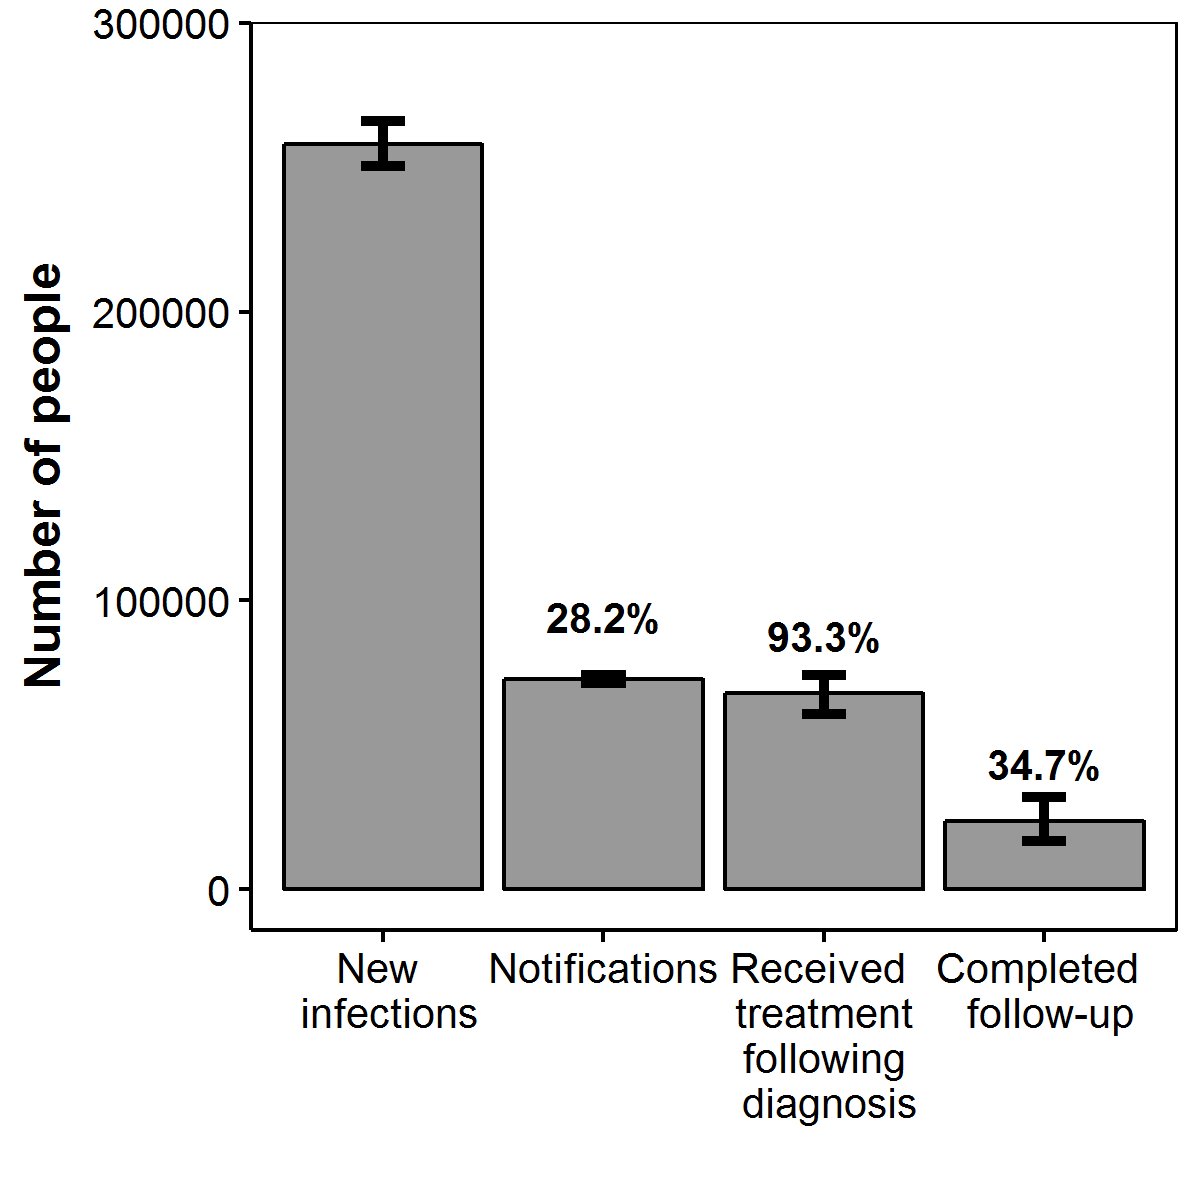 Number of people
300000
200000
100000
0
28.2%
93.3%
34.7%
New
infections
Notifications
Received
treatment
following
diagnosis
Completed
follow-up